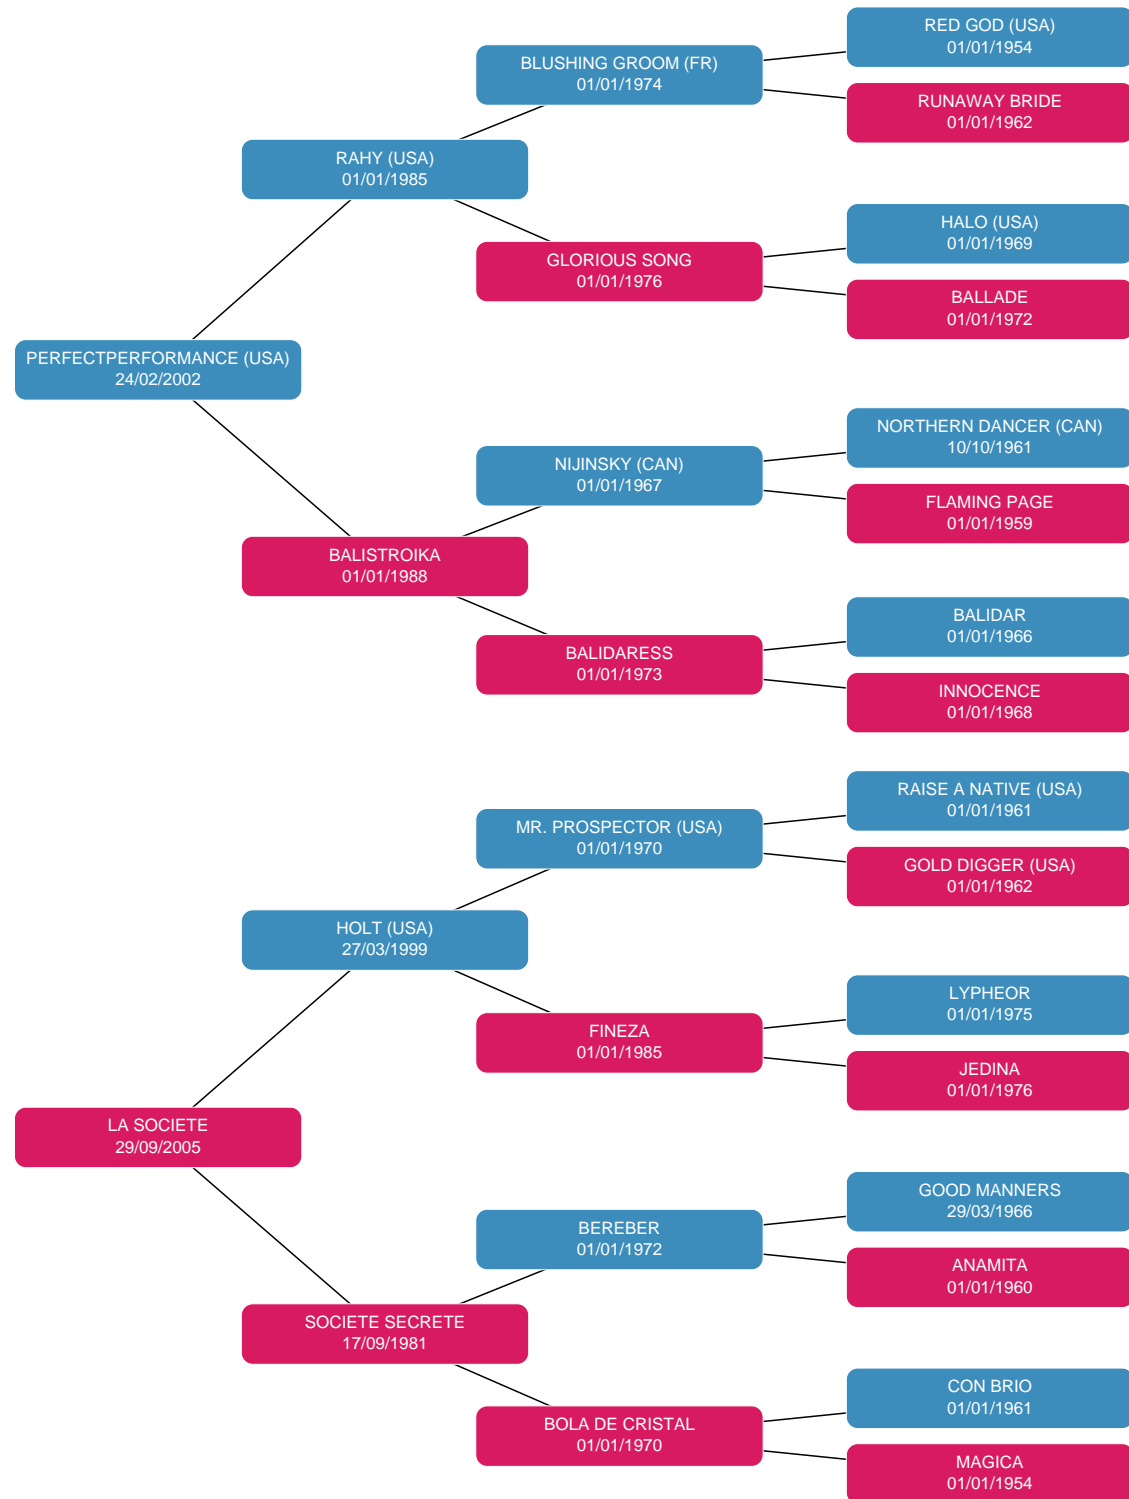 RED GOD (USA)
01/01/1954
BLUSHING GROOM (FR)
01/01/1974
RUNAWAY BRIDE
01/01/1962
RAHY (USA)
01/01/1985
HALO (USA)
01/01/1969
GLORIOUS SONG
01/01/1976
BALLADE
01/01/1972
PERFECTPERFORMANCE (USA)
24/02/2002
NORTHERN DANCER (CAN)
10/10/1961
NIJINSKY (CAN)
01/01/1967
FLAMING PAGE
01/01/1959
BALISTROIKA
01/01/1988
BALIDAR
01/01/1966
BALIDARESS
01/01/1973
INNOCENCE
01/01/1968
RAISE A NATIVE (USA)
01/01/1961
MR. PROSPECTOR (USA)
01/01/1970
GOLD DIGGER (USA)
01/01/1962
HOLT (USA)
27/03/1999
LYPHEOR
01/01/1975
FINEZA
01/01/1985
JEDINA
01/01/1976
LA SOCIETE
29/09/2005
GOOD MANNERS
29/03/1966
BEREBER
01/01/1972
ANAMITA
01/01/1960
SOCIETE SECRETE
17/09/1981
CON BRIO
01/01/1961
BOLA DE CRISTAL
01/01/1970
MAGICA
01/01/1954